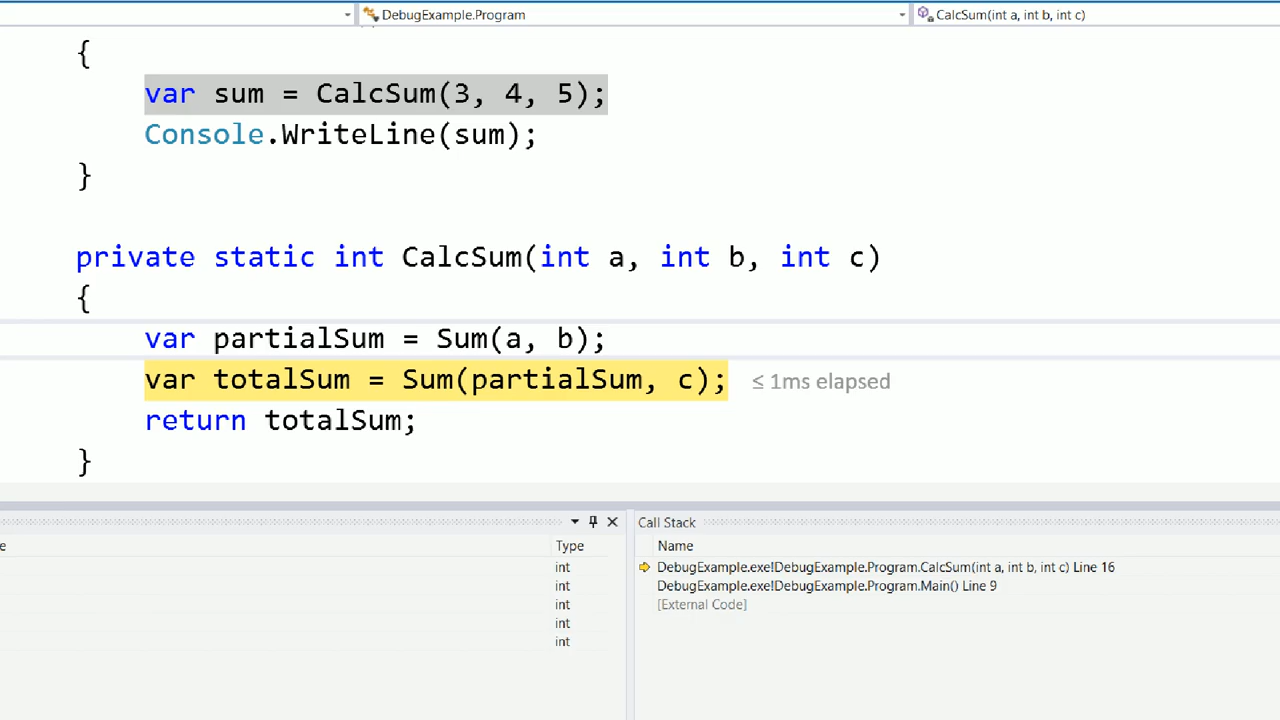 DebugExample.Program CalcSum(int a, int b, int c)
{
var sum = CalcSum(3, 4, 5);
Console.WriteLine(sum);
}
private static int CalcSum(int a, int b, int c)
{
var partialSum = Sum(a, b);
var totalSum = Sum(partialSum, c); ≤ 1ms elapsed
return totalSum;
}
Call Stack
e Type Name
int DebugExample.exe!DebugExample.Program.CalcSum(int a, int b, int c) Line 16
int DebugExample.exe!DebugExample.Program.Main() Line 9
int [External Code]
int
int